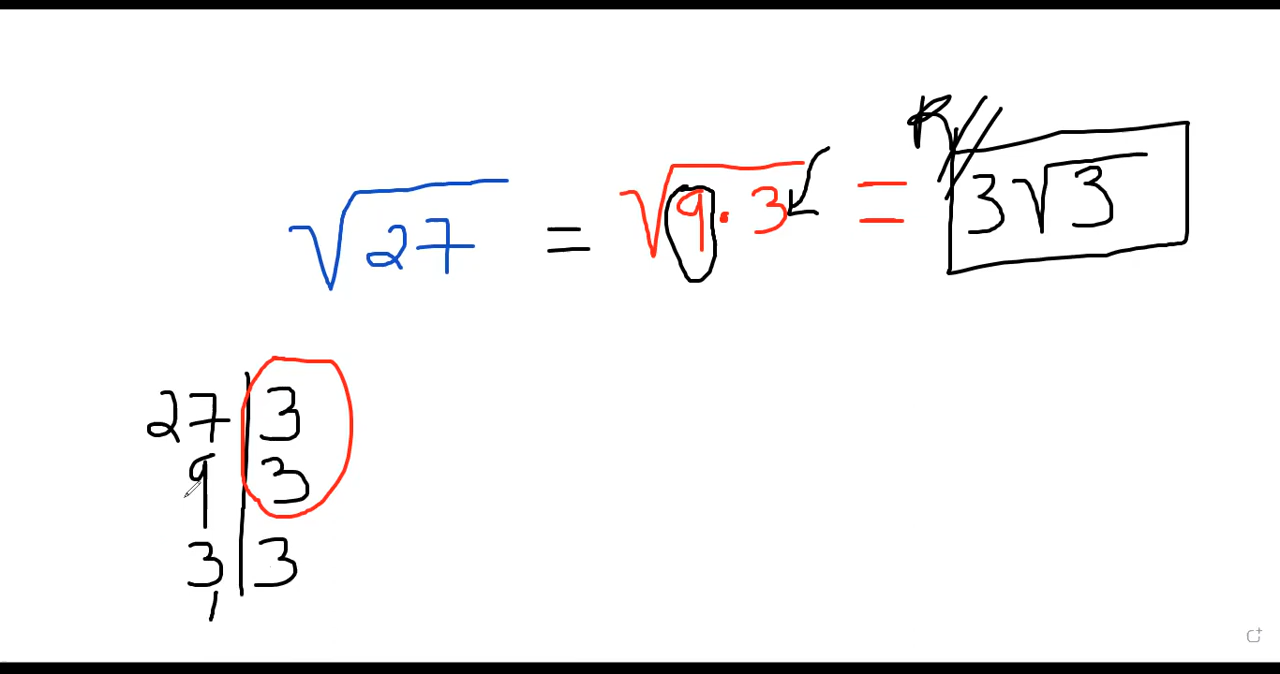 √27 = √9·3 = R// 3√3
27 | 3
9 | 3
3 | 3
1